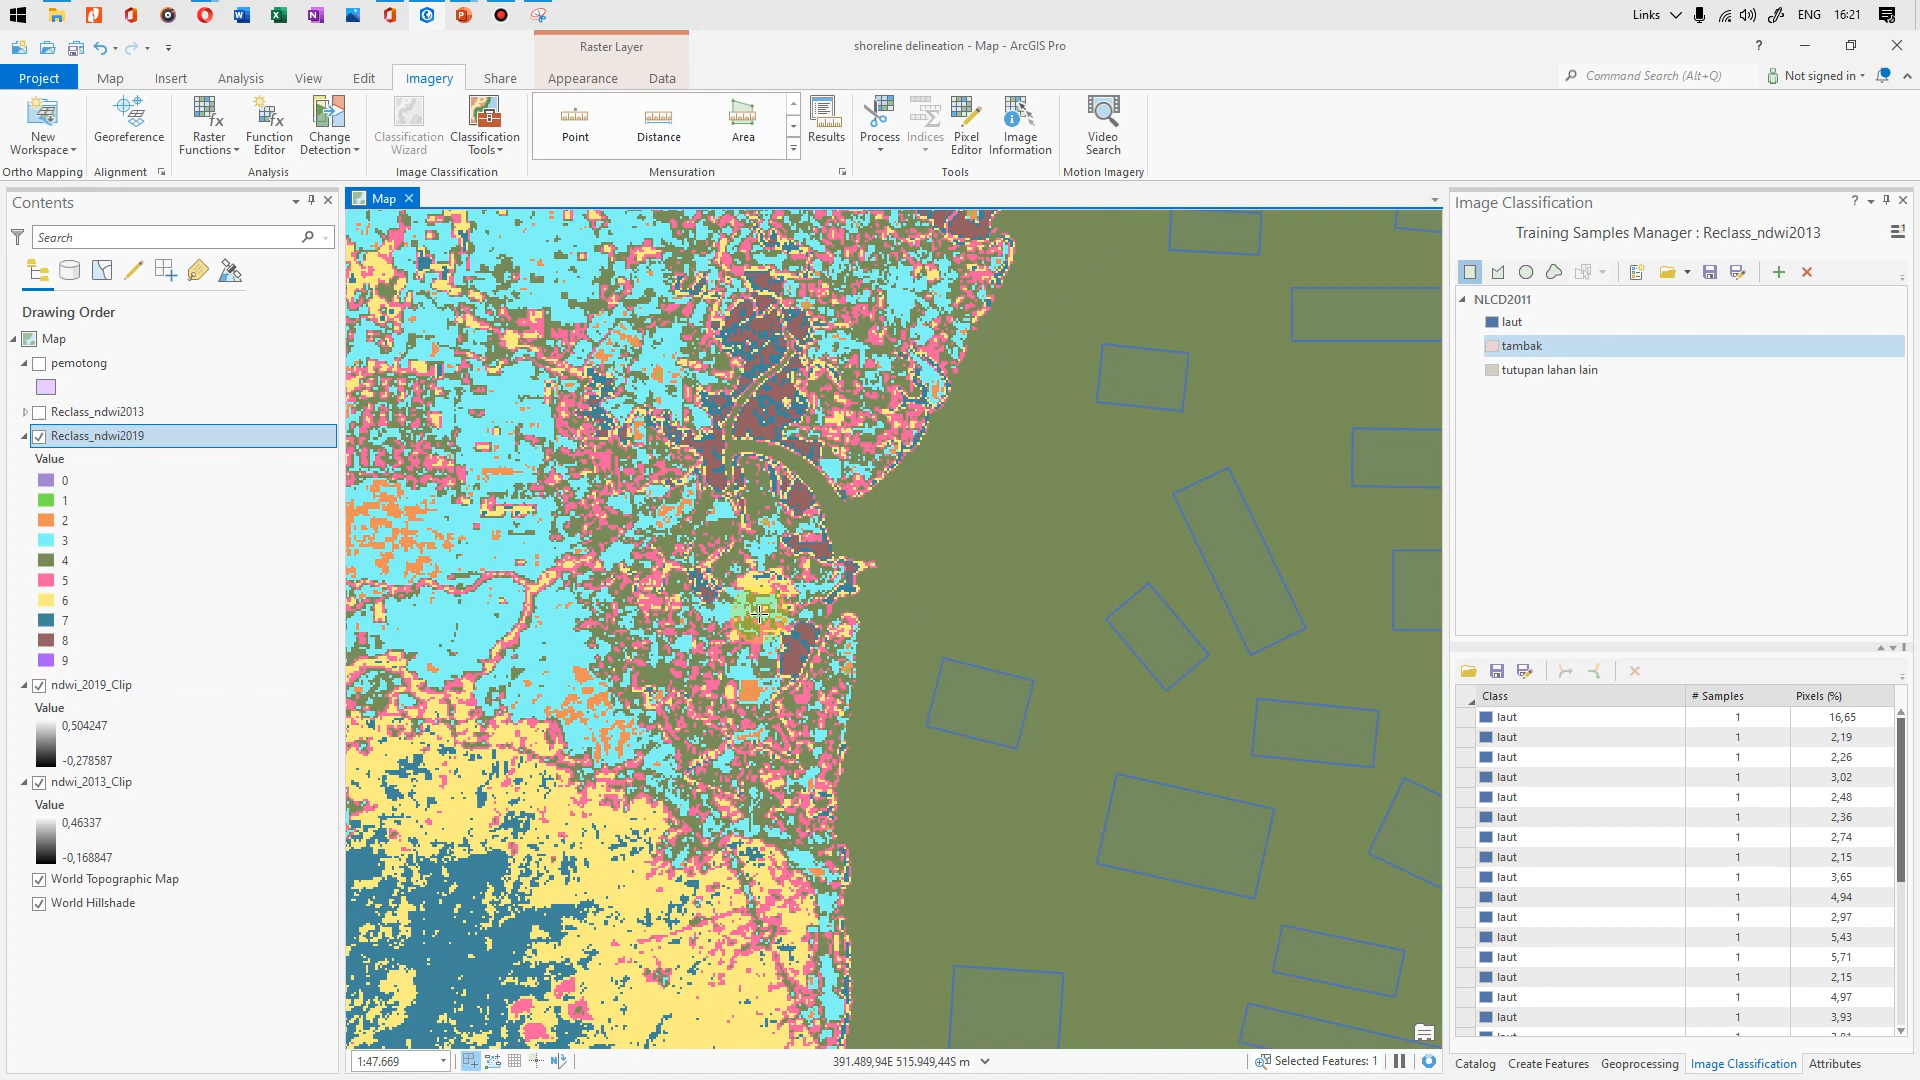 Links ENG 16:21
Raster Layer
shoreline delineation - Map - ArcGIS Pro
Project Map Insert Analysis View Edit Imagery Share Appearance Data
Command Search (Alt+Q) Not signed in
New Workspace
Georeference
Raster Functions
Function Editor
Change Detection
Classification Wizard
Classification Tools
Point
Distance
Area
Results
Process
Indices
Pixel Editor
Image Information
Video Search
Ortho Mapping Alignment Analysis Image Classification Mensuration Tools Motion Imagery
Contents
Search
Drawing Order
Map
pemotong
Reclass_ndwi2013
Reclass_ndwi2019
Value
0
1
2
3
4
5
6
7
8
9
ndwi_2019_Clip
Value
0,504247
-0,278587
ndwi_2013_Clip
Value
0,46337
-0,168847
World Topographic Map
World Hillshade
Map
1:47.669
391.489,94E 515.949,44S m
Selected Features: 1
Image Classification
Training Samples Manager : Reclass_ndwi2013
NLCD2011
laut
tambak
tutupan lahan lain
Class # Samples Pixels (%)
laut 1 16,65
laut 1 2,19
laut 1 2,26
laut 1 3,02
laut 1 2,48
laut 1 2,36
laut 1 2,74
laut 1 2,15
laut 1 3,65
laut 1 4,94
laut 1 2,97
laut 1 5,43
laut 1 5,71
laut 1 2,15
laut 1 4,97
laut 1 3,93
Catalog Create Features Geoprocessing Image Classification Attributes